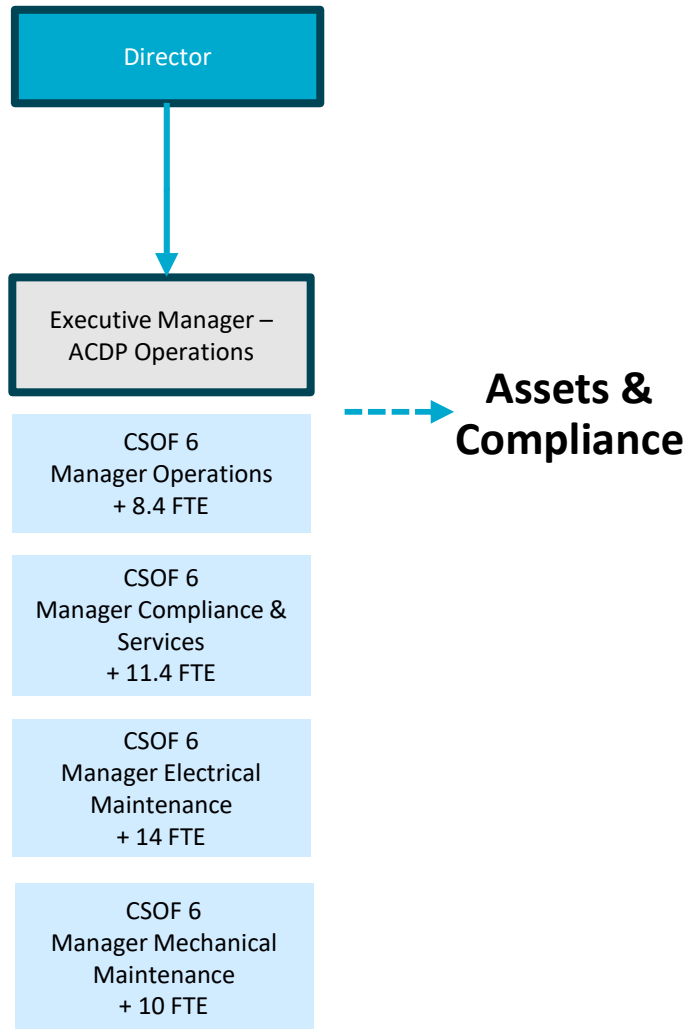 Director
Executive Manager –
ACDP Operations
Assets &
Compliance
CSOF 6
Manager Operations
+ 8.4 FTE
CSOF 6
Manager Compliance &
Services
+ 11.4 FTE
CSOF 6
Manager Electrical
Maintenance
+ 14 FTE
CSOF 6
Manager Mechanical
Maintenance
+ 10 FTE